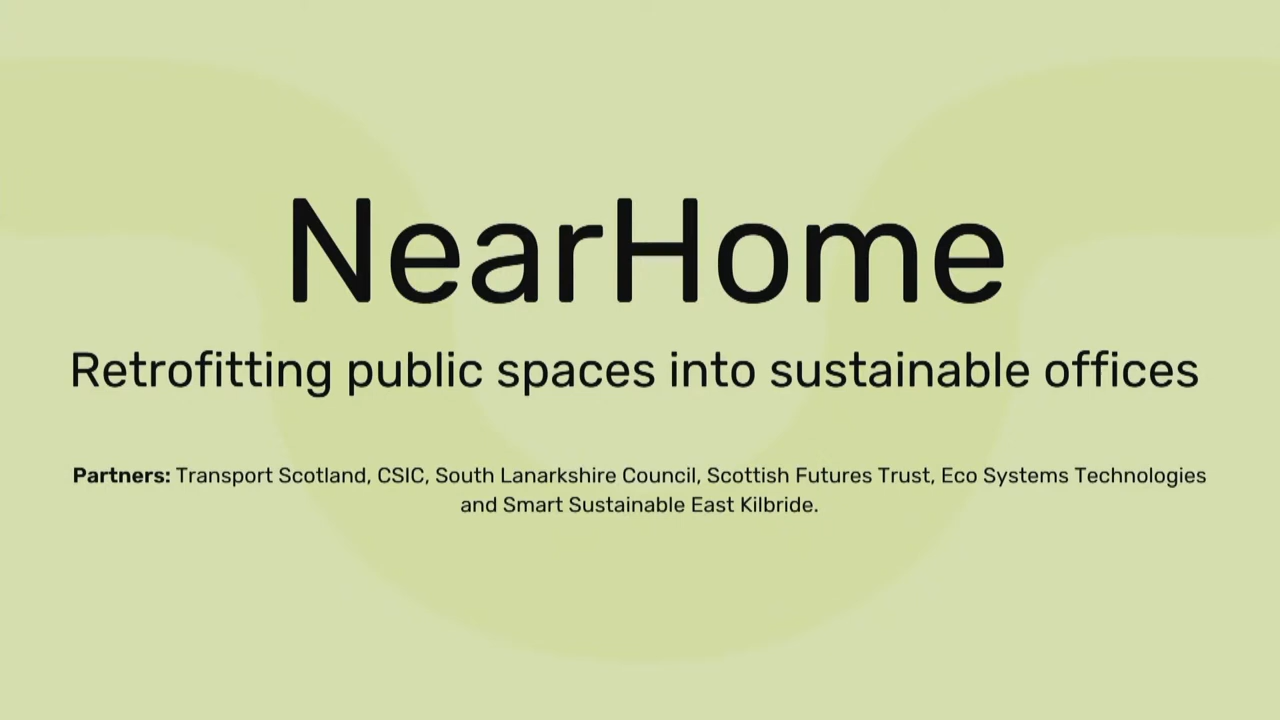 NearHome
Retrofitting public spaces into sustainable offices
Partners: Transport Scotland, CSIC, South Lanarkshire Council, Scottish Futures Trust, Eco Systems Technologies
and Smart Sustainable East Kilbride.